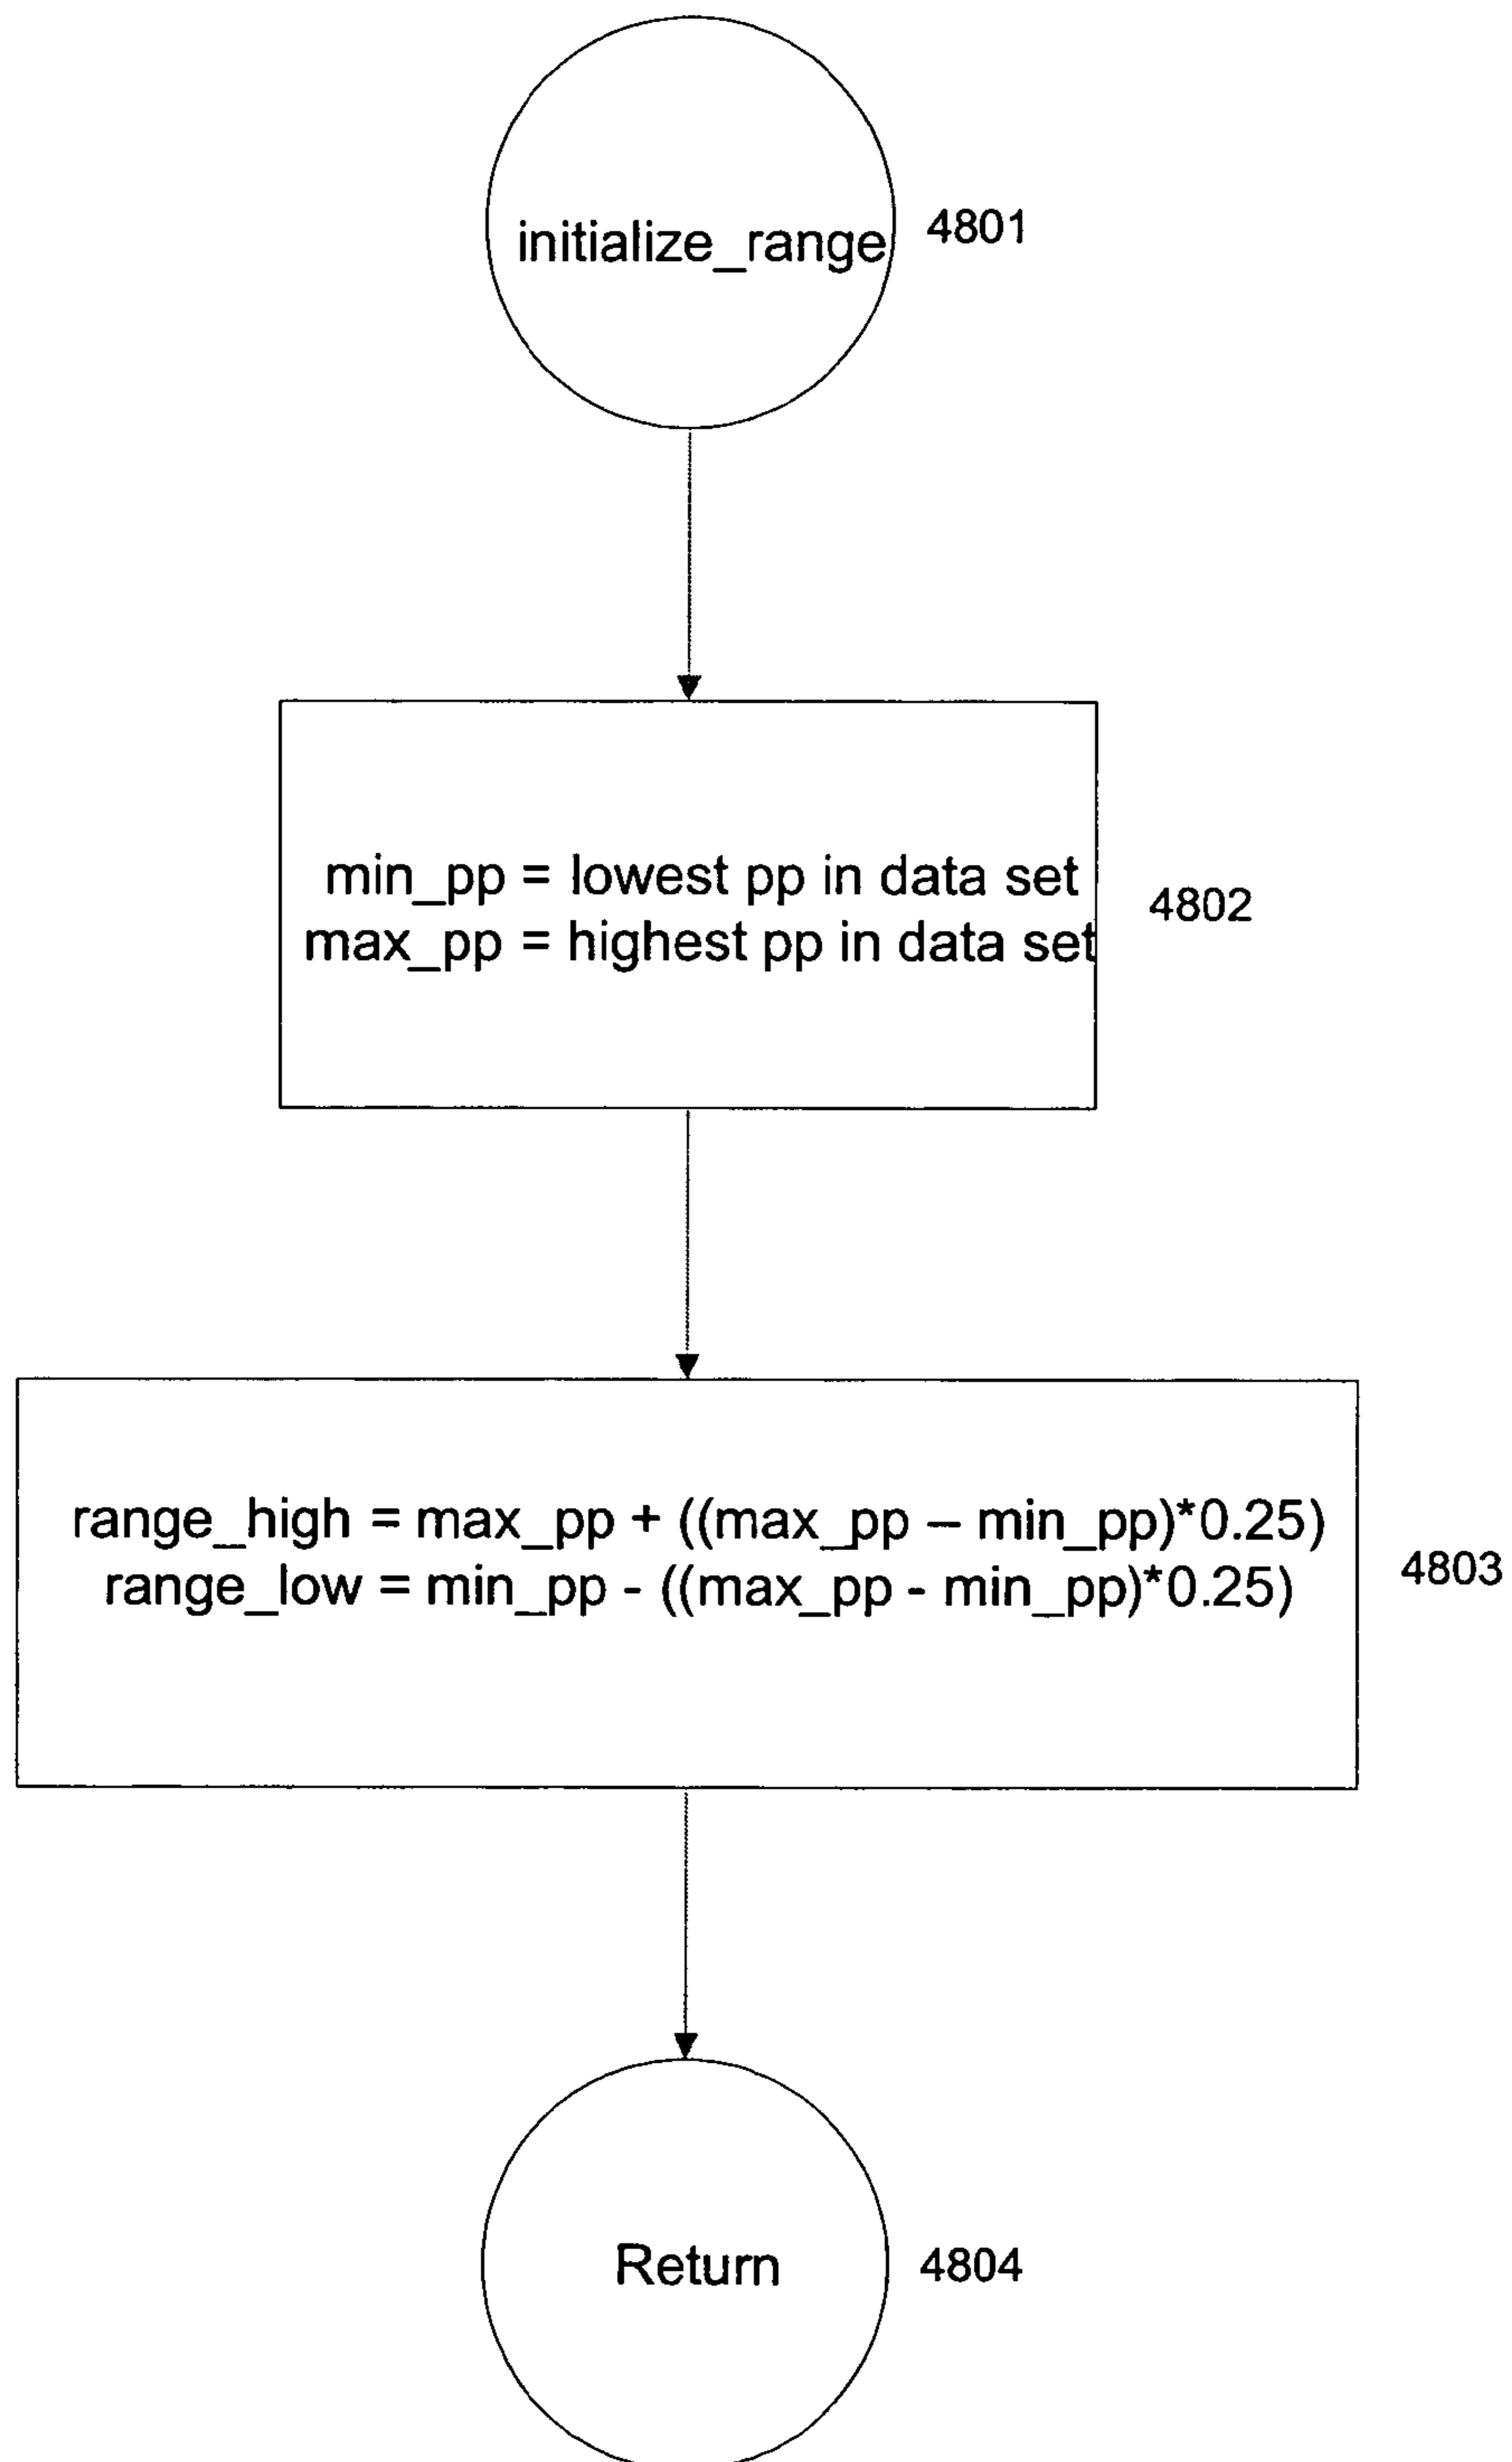 initialize_range
4801
min_pp = lowest pp in data set
max_pp = highest pp in data set
4802
range_high = max_pp + ((max_pp – min_pp)*0.25)
range_low = min_pp - ((max_pp - min_pp)*0.25)
4803
Return
4804